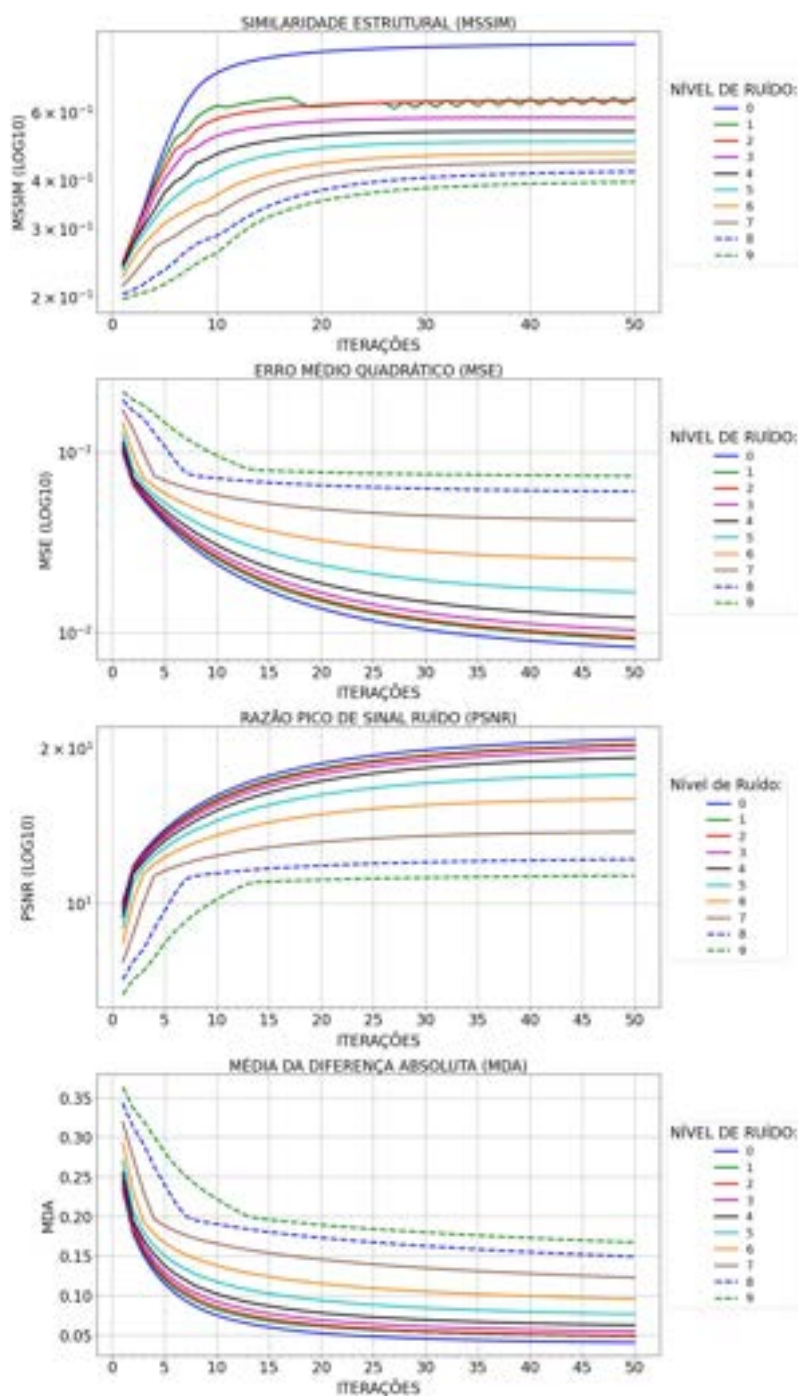 SIMILARIDADE ESTRUTURAL (MSSIM)
MSSIM (LOG10)
6 × 10⁻¹
4 × 10⁻¹
3 × 10⁻¹
2 × 10⁻¹
0 10 20 30 40 50
ITERAÇÕES
NÍVEL DE RUÍDO:
0
1
2
3
4
5
6
7
8
9
ERRO MÉDIO QUADRÁTICO (MSE)
MSE (LOG10)
10⁻¹
10⁻²
0 5 10 15 20 25 30 35 40 45 50
ITERAÇÕES
NÍVEL DE RUÍDO:
0
1
2
3
4
5
6
7
8
9
RAZÃO PICO DE SINAL RUÍDO (PSNR)
PSNR (LOG10)
2 × 10¹
10¹
0 5 10 15 20 25 30 35 40 45 50
ITERAÇÕES
Nível de Ruído:
0
1
2
3
4
5
6
7
8
9
MÉDIA DA DIFERENÇA ABSOLUTA (MDA)
MDA
0.35
0.30
0.25
0.20
0.15
0.10
0.05
0 5 10 15 20 25 30 35 40 45 50
ITERAÇÕES
NÍVEL DE RUÍDO:
0
1
2
3
4
5
6
7
8
9